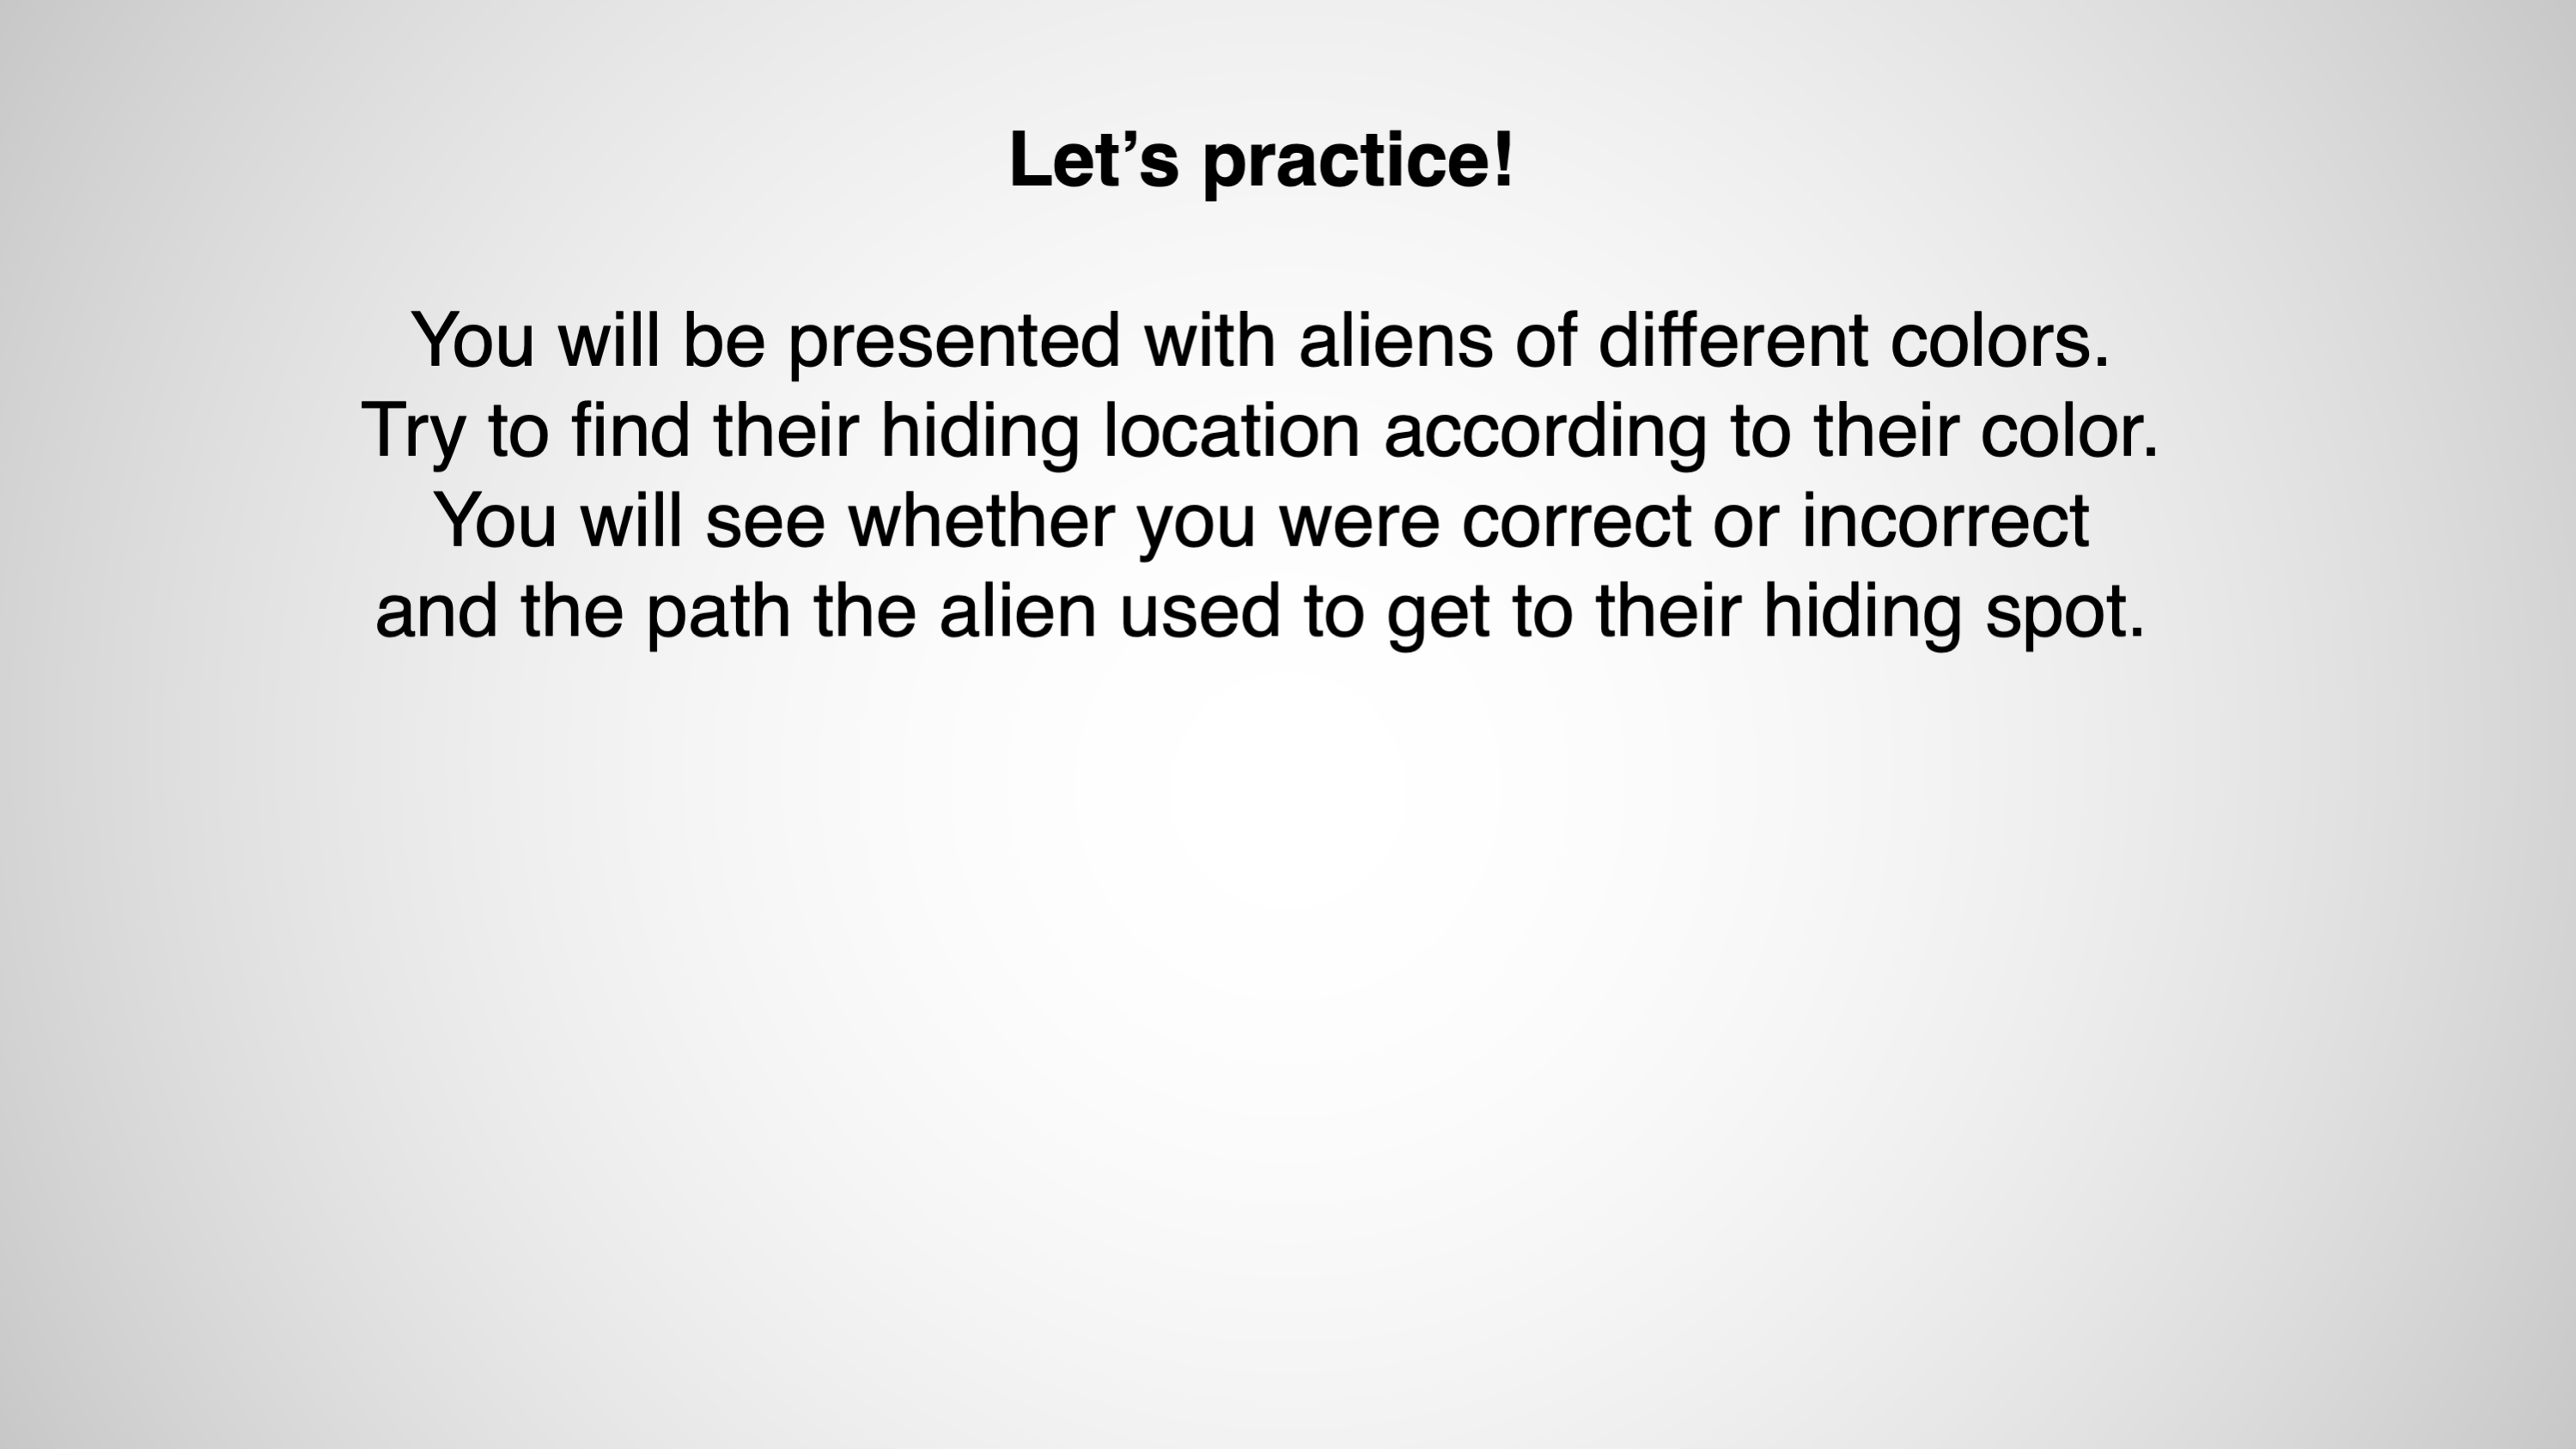 Let’s practice!
You will be presented with aliens of different colors.
Try to find their hiding location according to their color.
You will see whether you were correct or incorrect
and the path the alien used to get to their hiding spot.